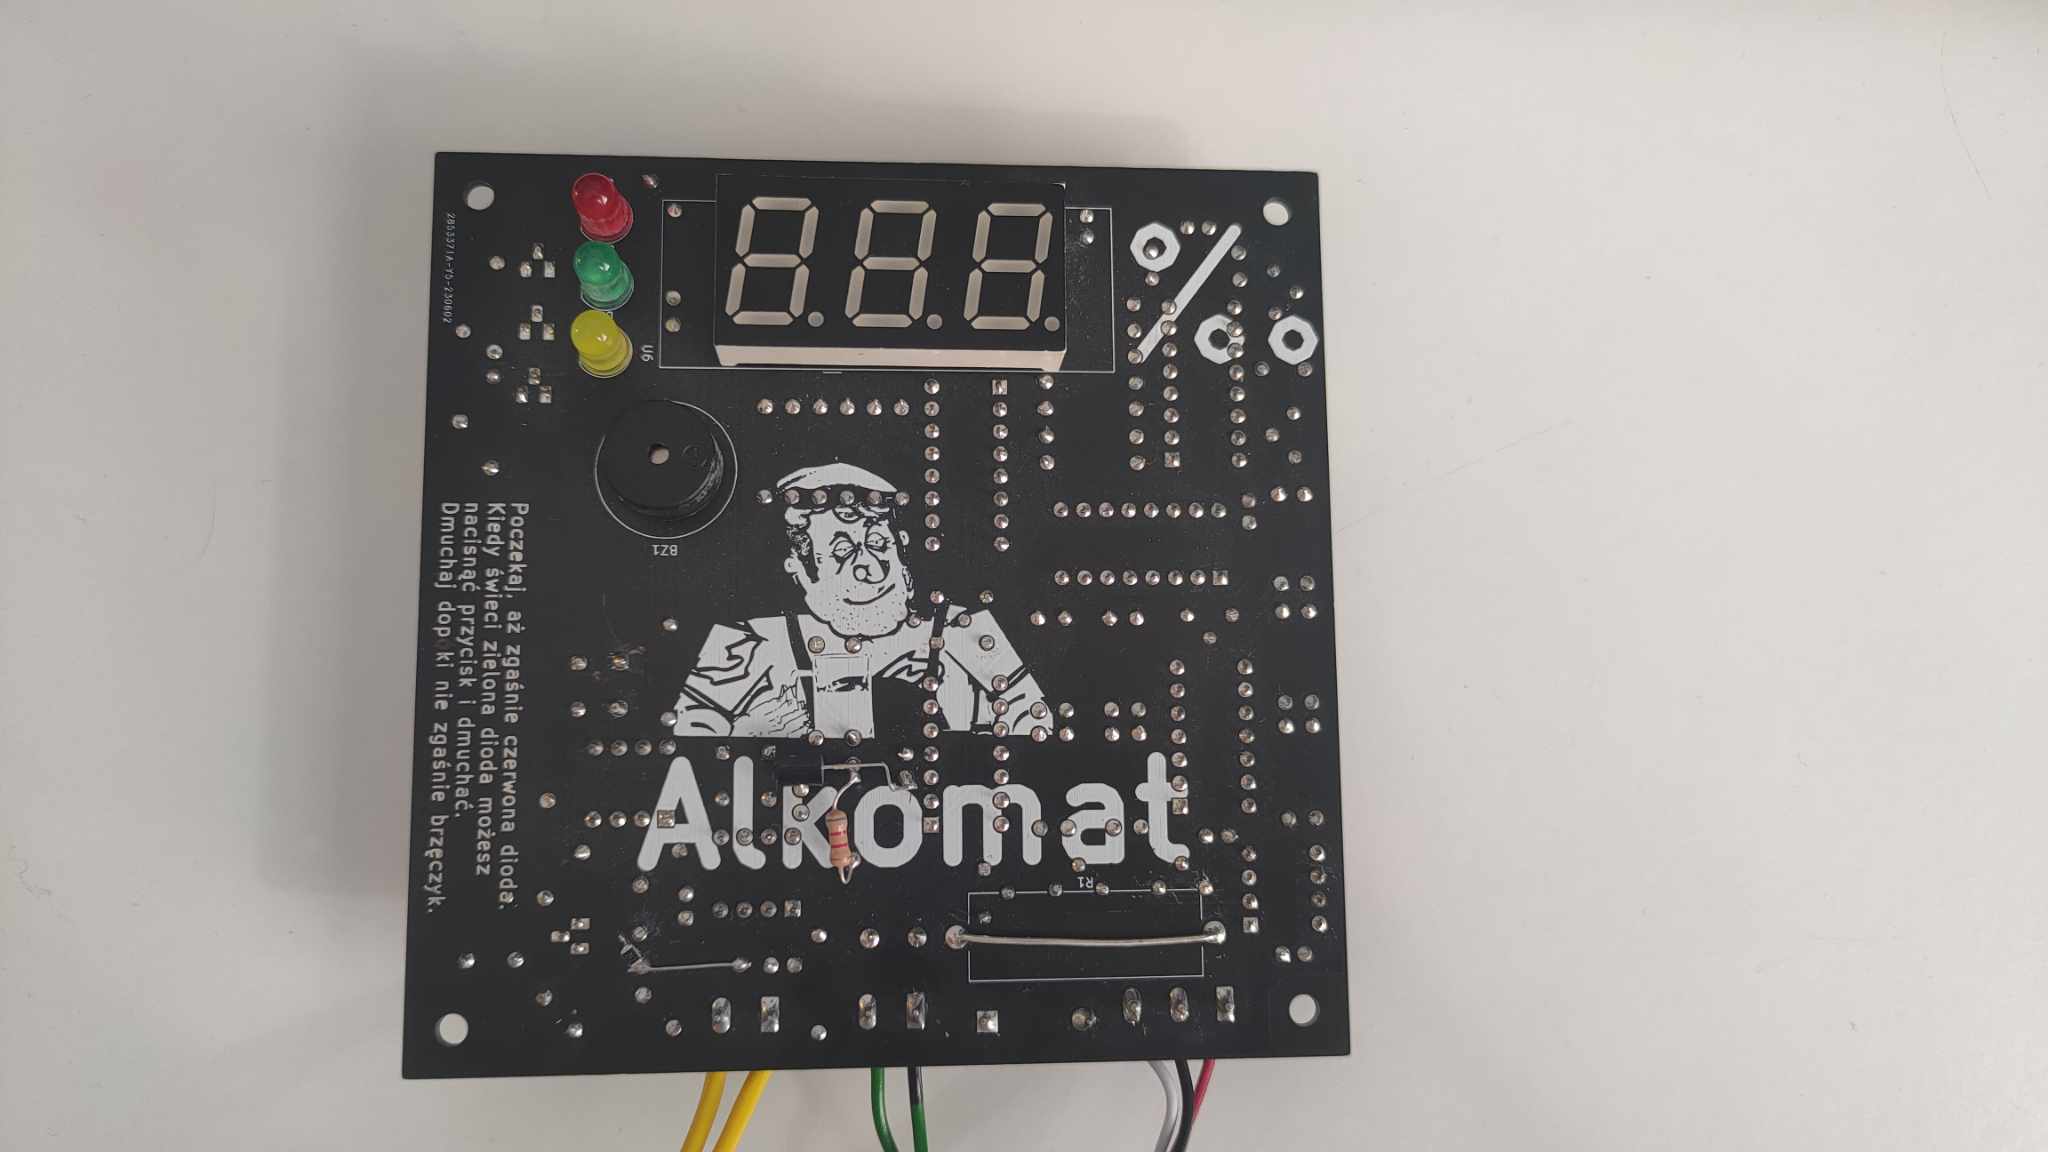 ‰
U6
BZ1
Poczekaj, aż zgaśnie czerwona dioda.
Kiedy świeci zielona dioda możesz
nacisnąć przycisk i dmuchać.
Dmuchaj dop ki nie zgaśnie brzęczyk.
Alkomat
R1